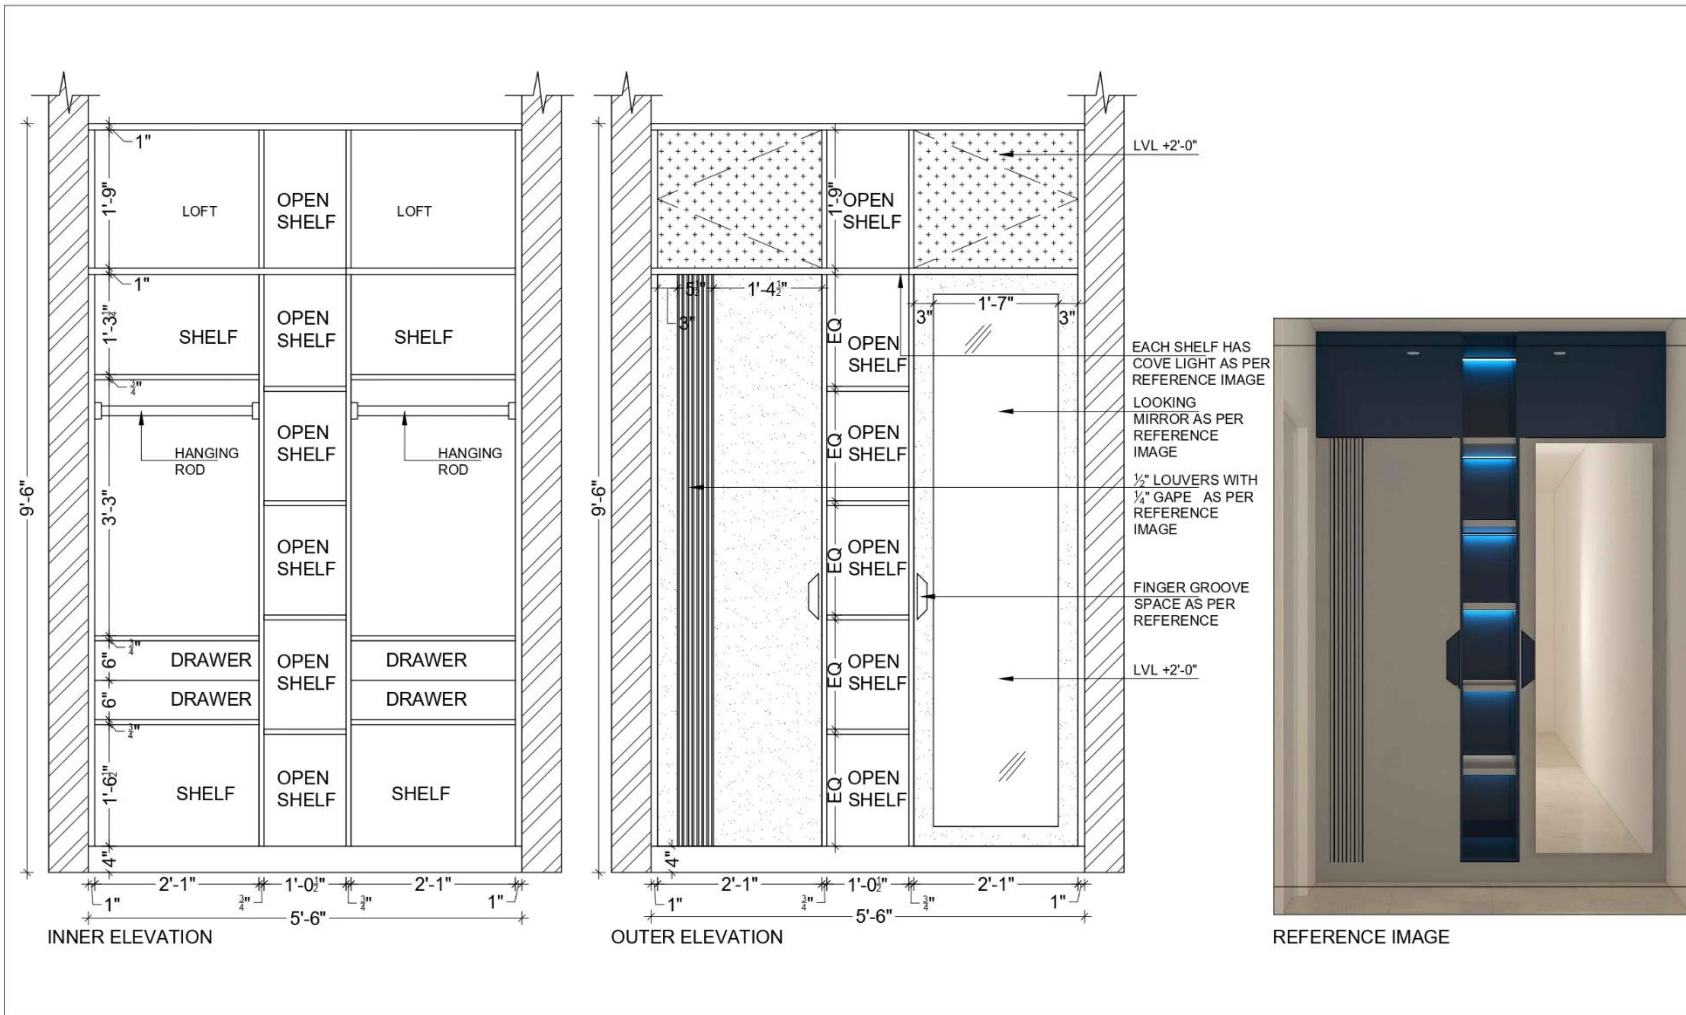 1"
1'-9"
LOFT
OPEN
SHELF
LOFT
1"
1'-3¼"
SHELF
OPEN
SHELF
SHELF
¾"
HANGING
ROD
OPEN
SHELF
HANGING
ROD
9'-6"
3'-3"
OPEN
SHELF
¾"
6"
DRAWER
OPEN
SHELF
DRAWER
6"
DRAWER
DRAWER
¾"
1'-6½"
SHELF
OPEN
SHELF
SHELF
4"
2'-1"
1'-0½"
2'-1"
1"
¾"
¾"
1"
5'-6"
INNER ELEVATION
9'-6"
1'-9"
OPEN
SHELF
5½"
1'-4½"
3"
EQ
OPEN
SHELF
3"
1'-7"
3"
EQ
OPEN
SHELF
EQ
OPEN
SHELF
EQ
OPEN
SHELF
EQ
OPEN
SHELF
4"
2'-1"
1'-0½"
2'-1"
1"
¾"
¾"
1"
5'-6"
OUTER ELEVATION
LVL +2'-0"
EACH SHELF HAS
COVE LIGHT AS PER
REFERENCE IMAGE
LOOKING
MIRROR AS PER
REFERENCE
IMAGE
½" LOUVERS WITH
¼" GAPE AS PER
REFERENCE
IMAGE
FINGER GROOVE
SPACE AS PER
REFERENCE
LVL +2'-0"
REFERENCE IMAGE